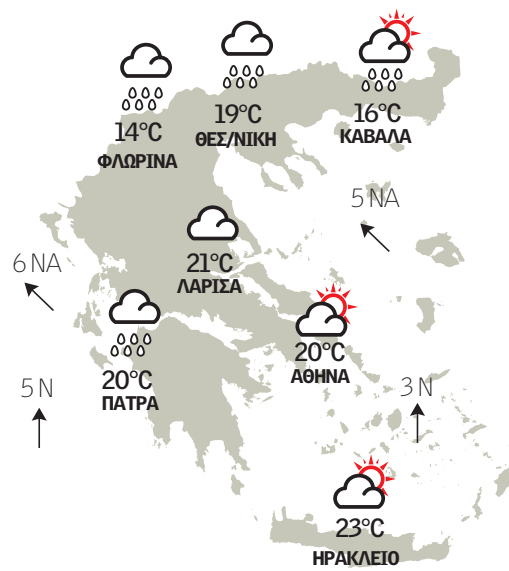 19°C
ΘΕΣ/ΝΙΚΗ
16°C
ΚΑΒΑΛΑ
14°C
ΦΛΩΡΙΝΑ
5 ΝΑ
21°C
ΛΑΡΙΣΑ
6 ΝΑ
20°C
ΑΘΗΝΑ
20°C
ΠΑΤΡΑ
5 Ν
3 Ν
23°C
ΗΡΑΚΛΕΙΟ